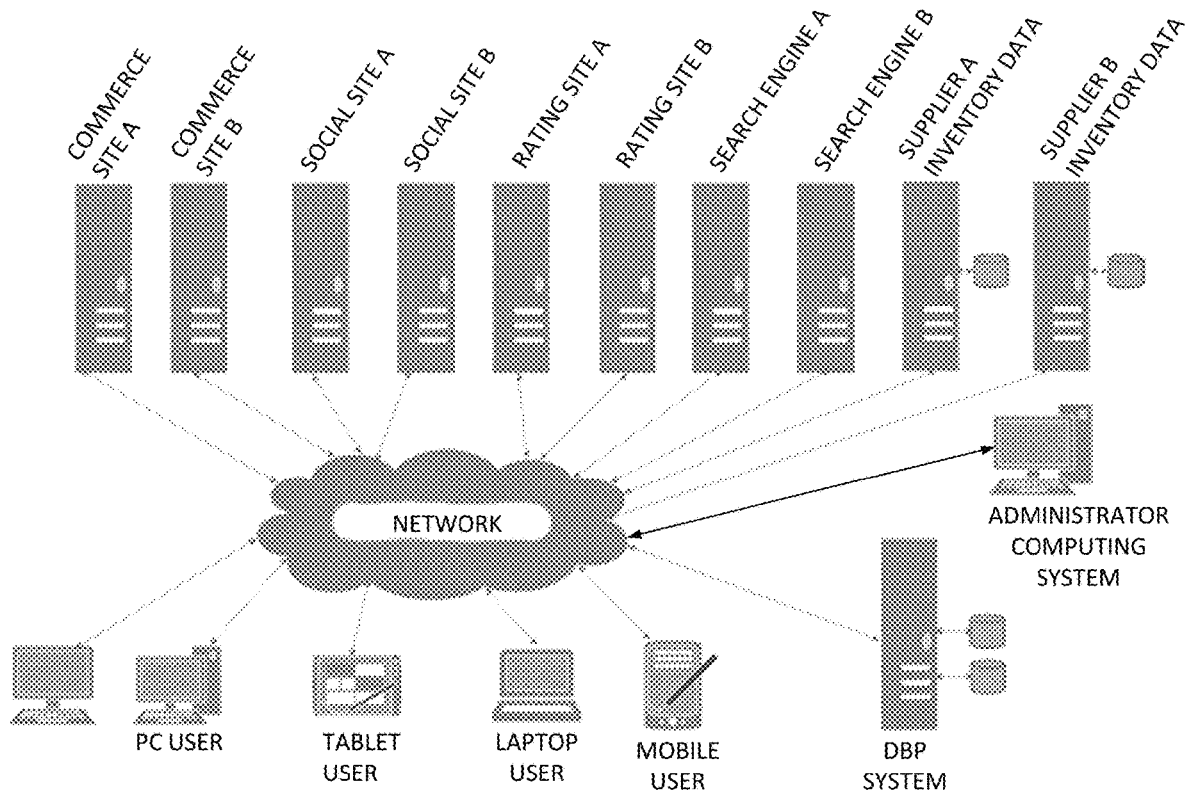 COMMERCE
SITE A
COMMERCE
SITE B
SOCIAL SITE A
SOCIAL SITE B
RATING SITE A
RATING SITE B
SEARCH ENGINE A
SEARCH ENGINE B
SUPPLIER A
INVENTORY DATA
SUPPLIER B
INVENTORY DATA
NETWORK
ADMINISTRATOR
COMPUTING
SYSTEM
PC USER
TABLET
USER
LAPTOP
USER
MOBILE
USER
DBP
SYSTEM